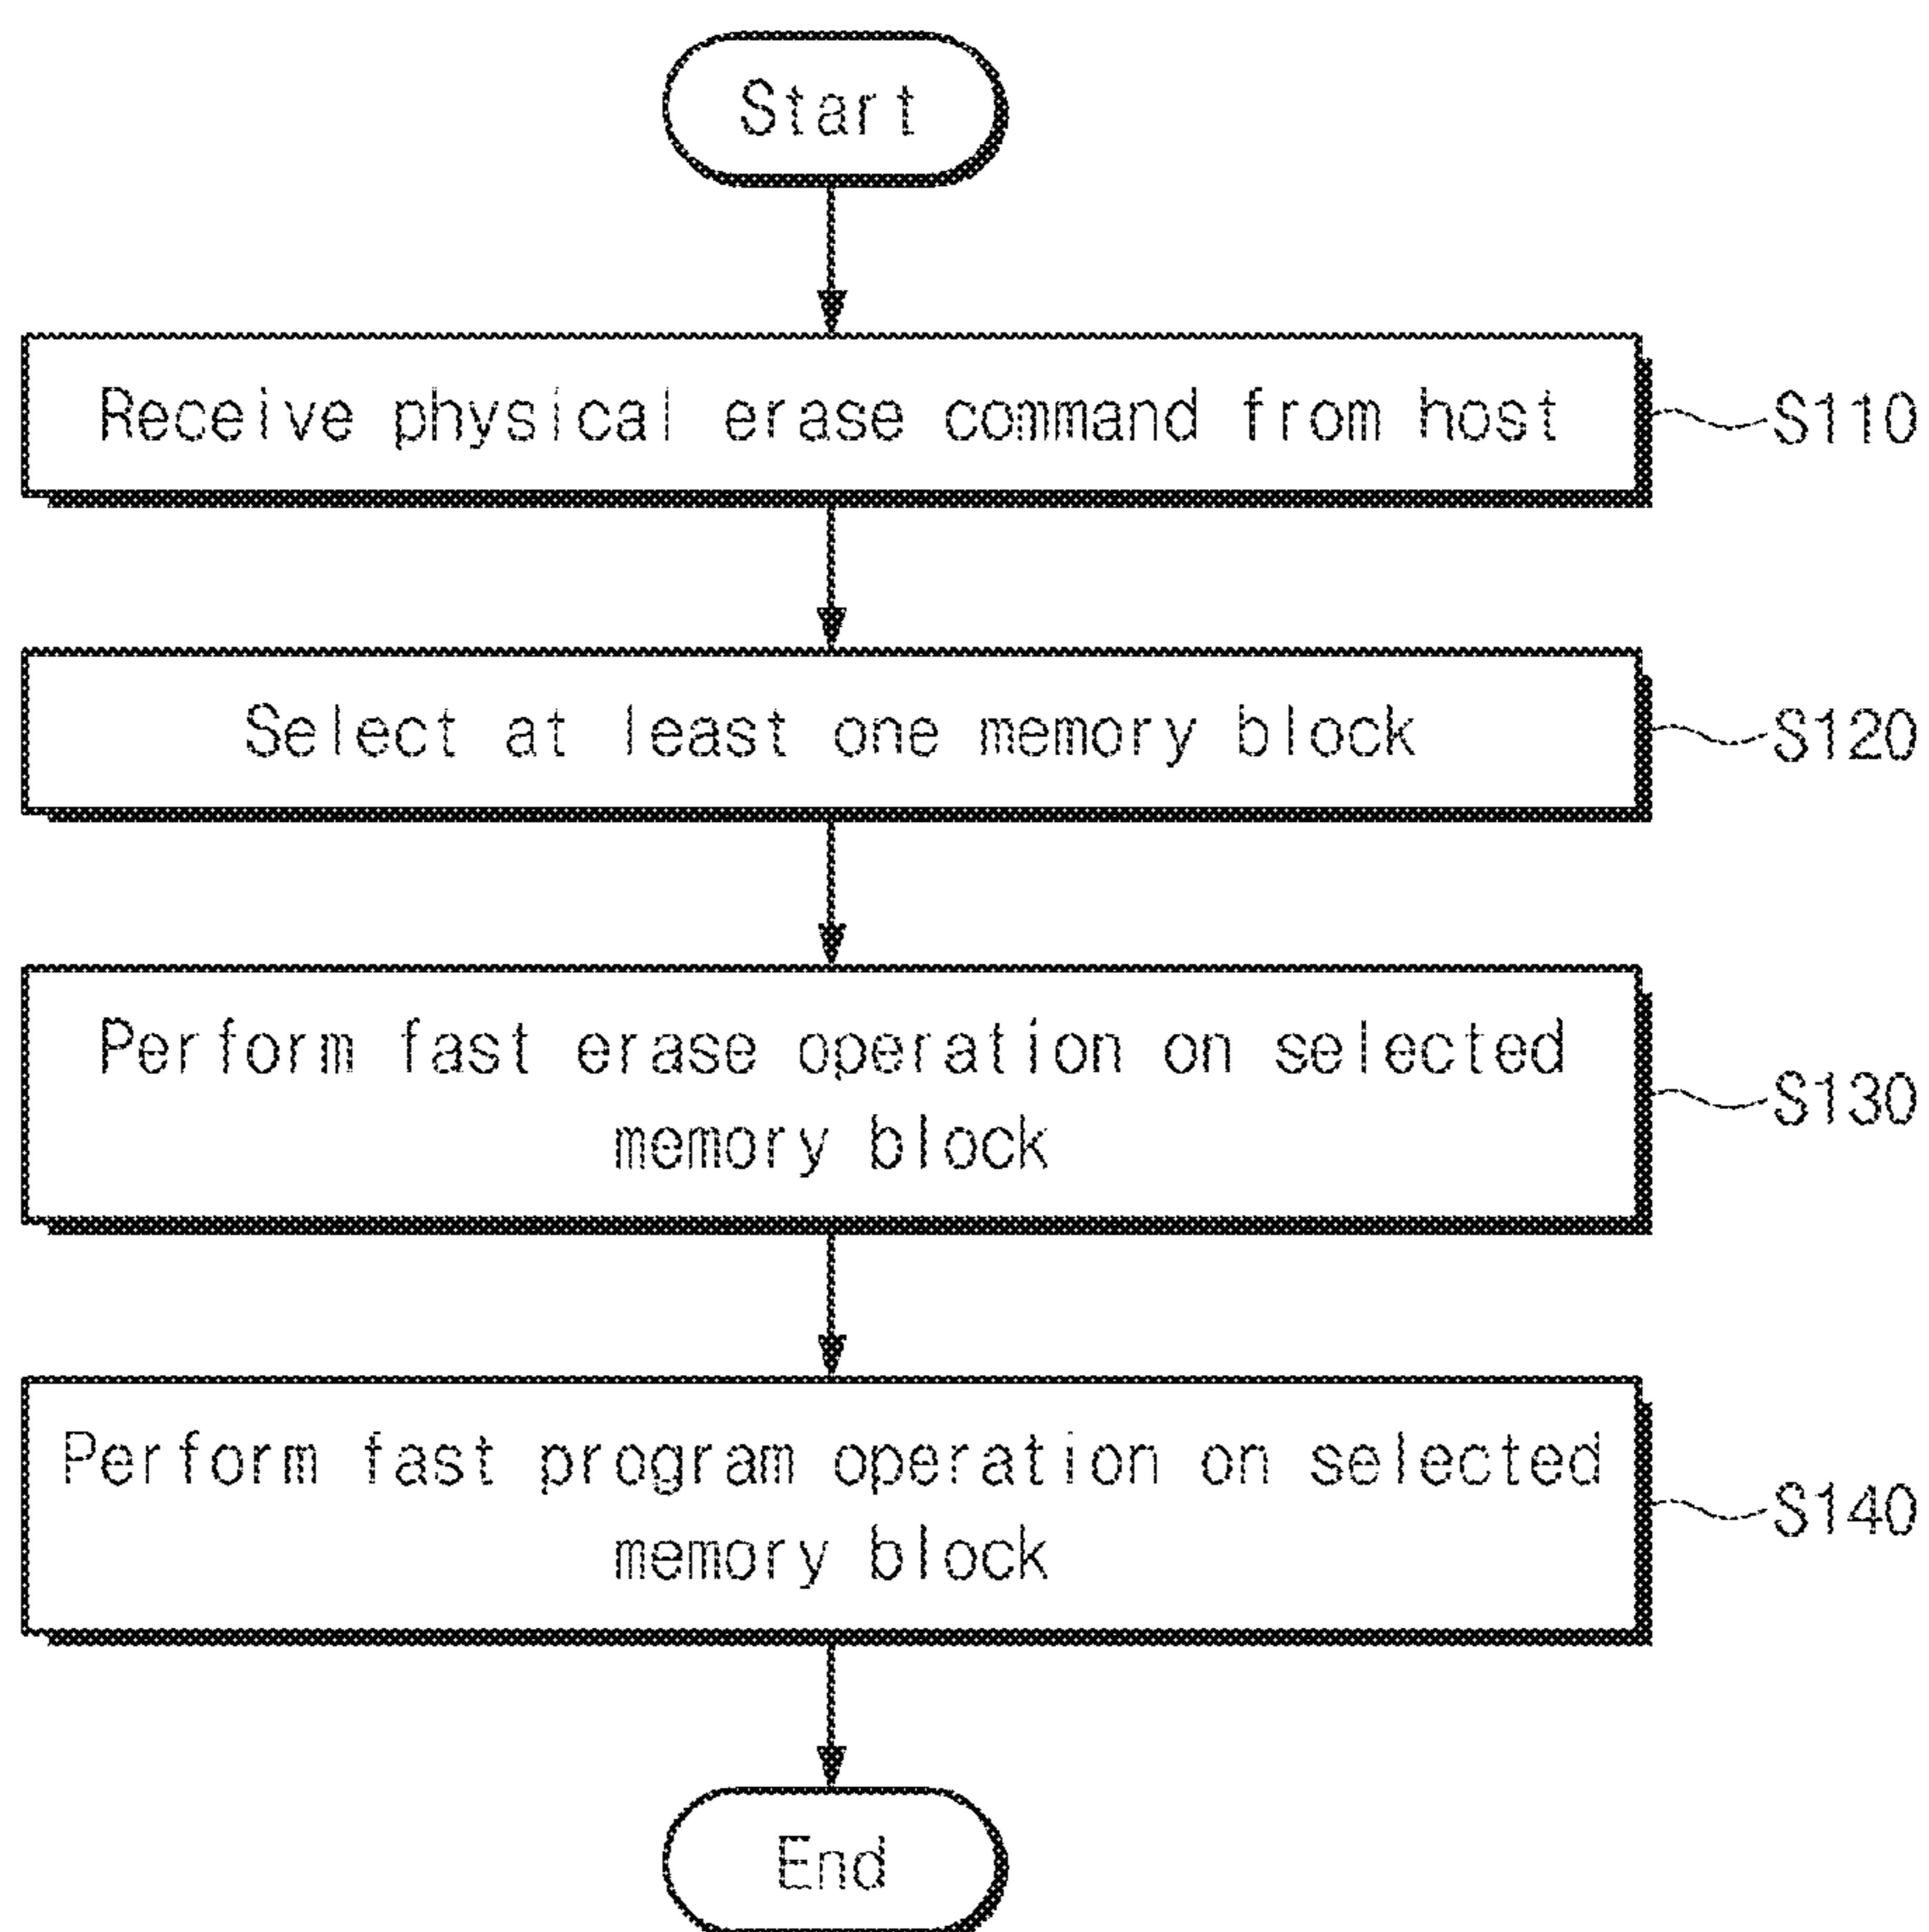 Start
Receive physical erase command from host
S110
Select at least one memory block
S120
Perform fast erase operation on selected
memory block
S130
Perform fast program operation on selected
memory block
S140
End